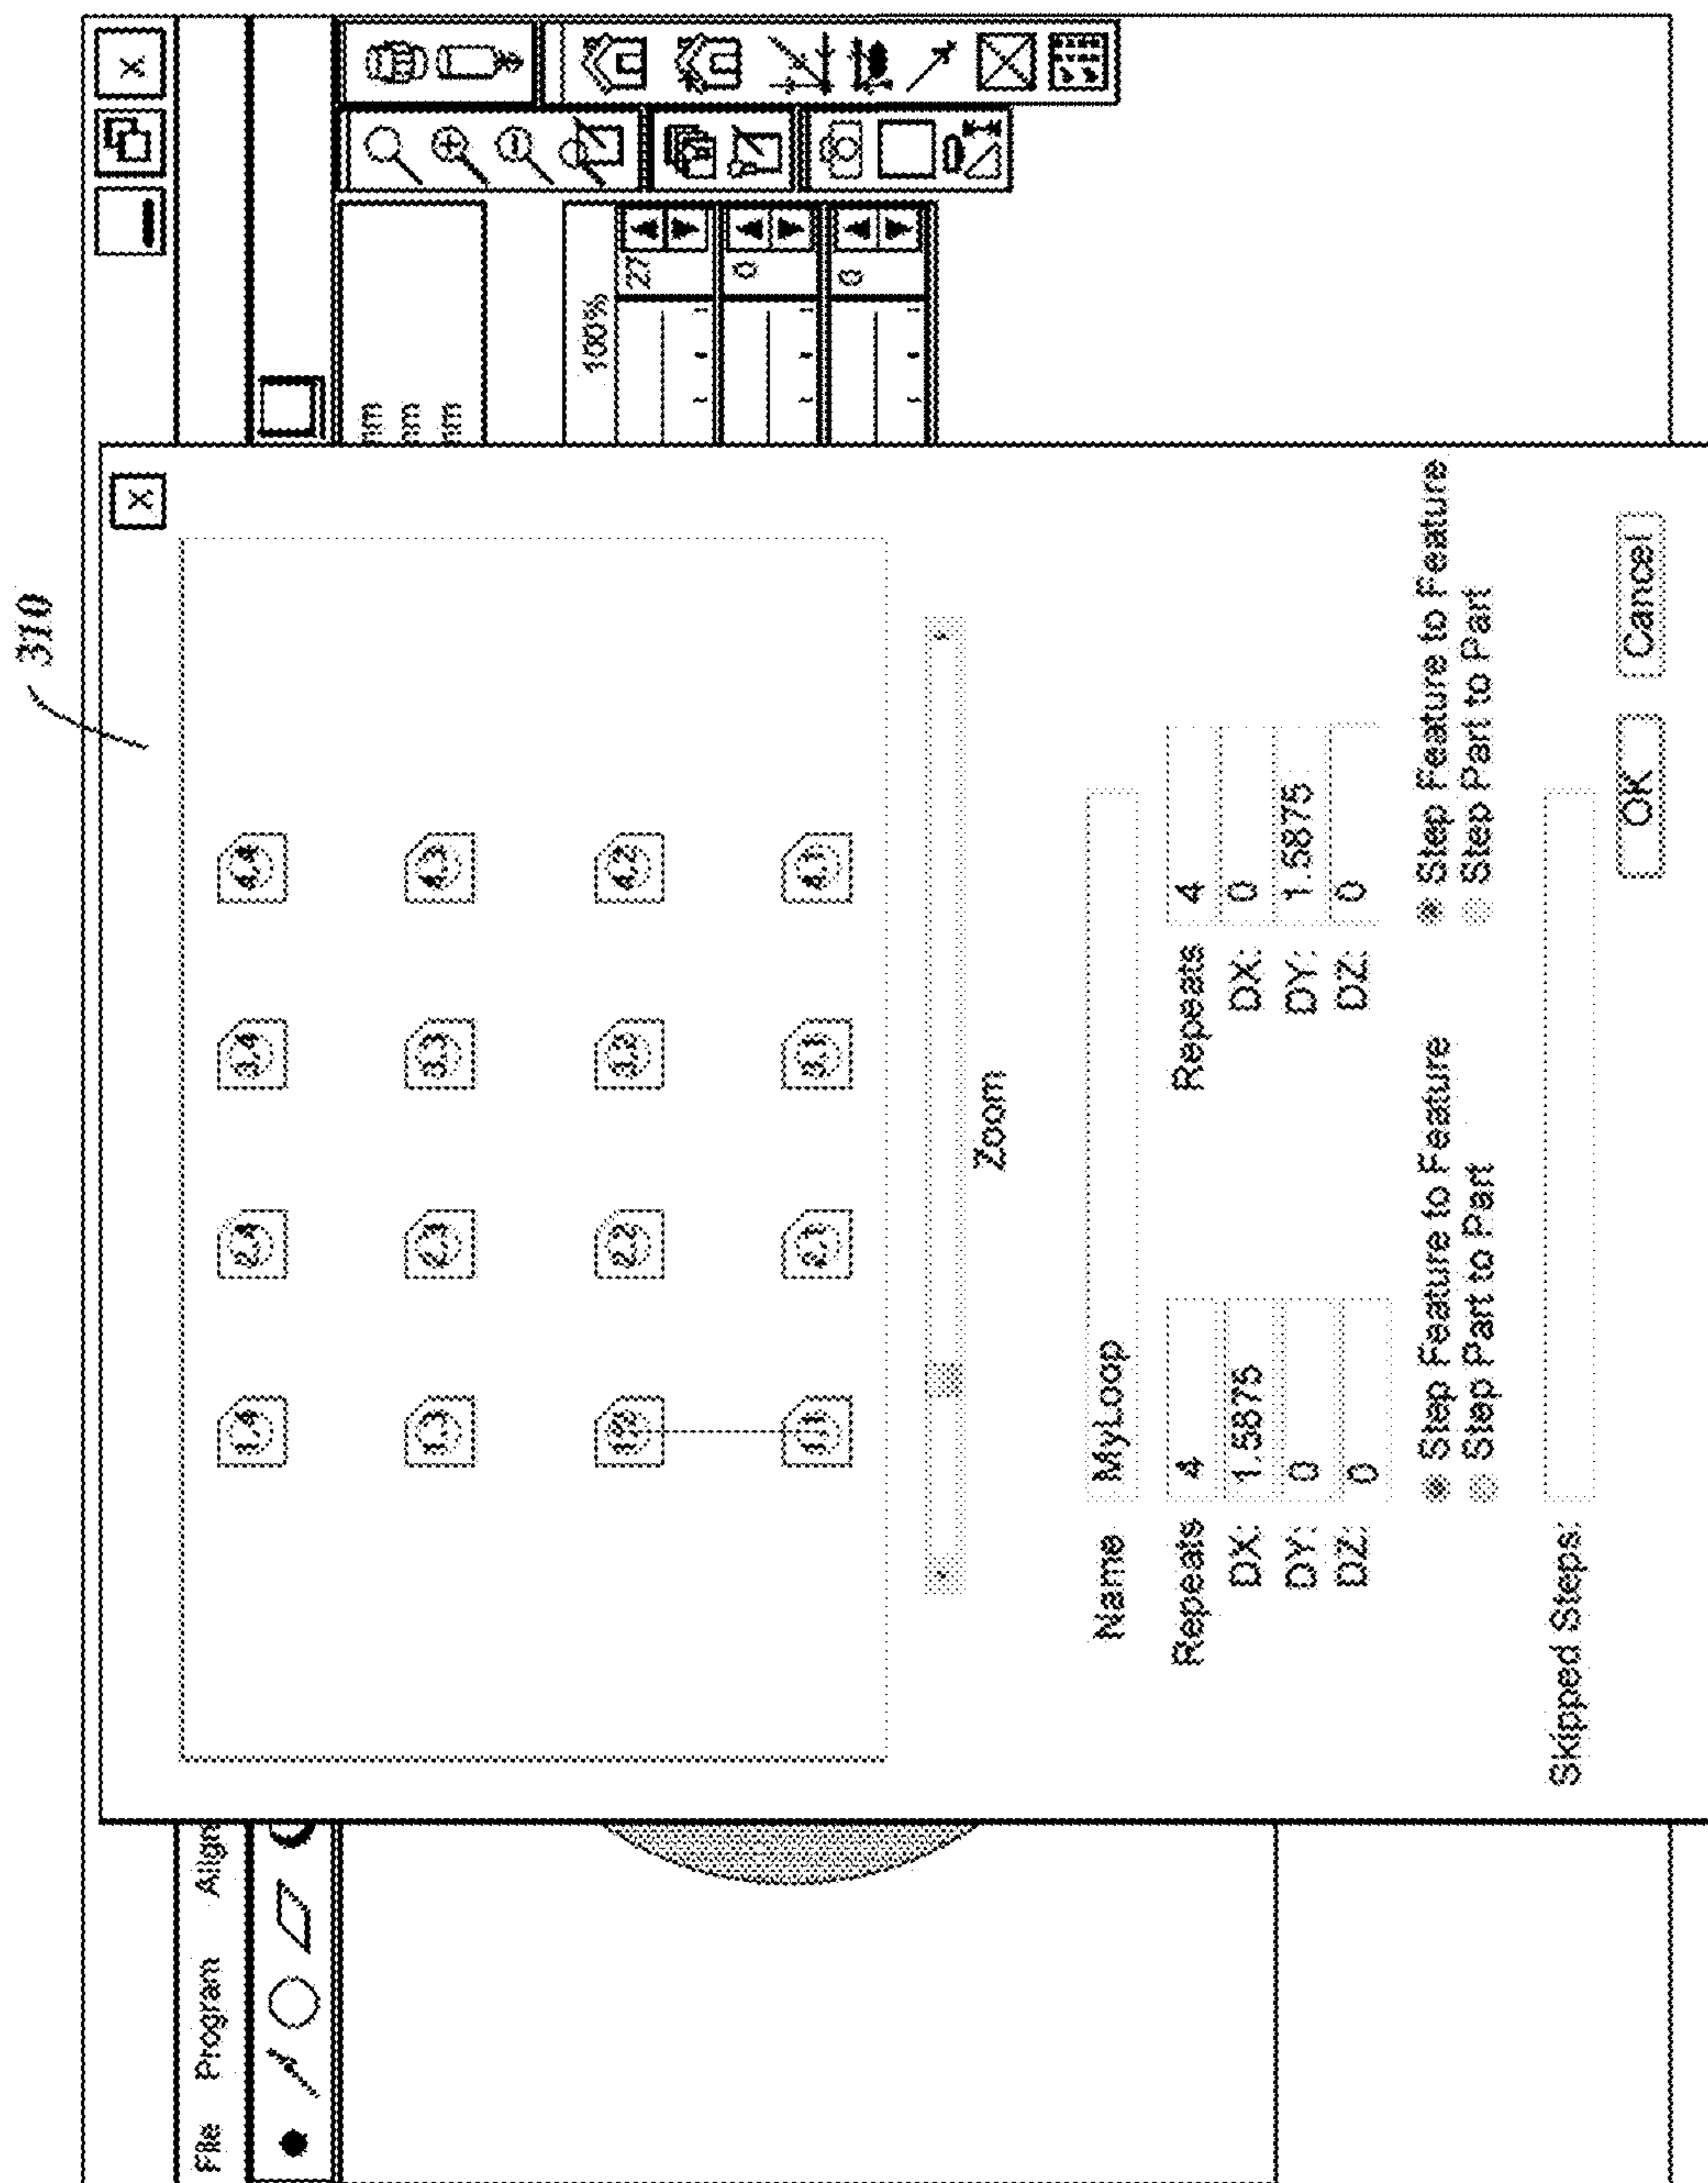 310
X
X
File Program Align
mm
mm
mm
100%
27
0
0
1,4 2,4 3,4 4,4
1,3 2,3 3,3 4,3
1,2 2,2 3,2 4,2
1,1 2,1 3,1 4,1
Zoom
Name MyLoop
Repeats 4 Repeats 4
DX: 1.5875 DX: 0
DY: 0 DY: 1.5875
DZ: 0 DZ: 0
Step Feature to Feature Step Feature to Feature
Step Part to Part Step Part to Part
Skipped Steps:
OK Cancel